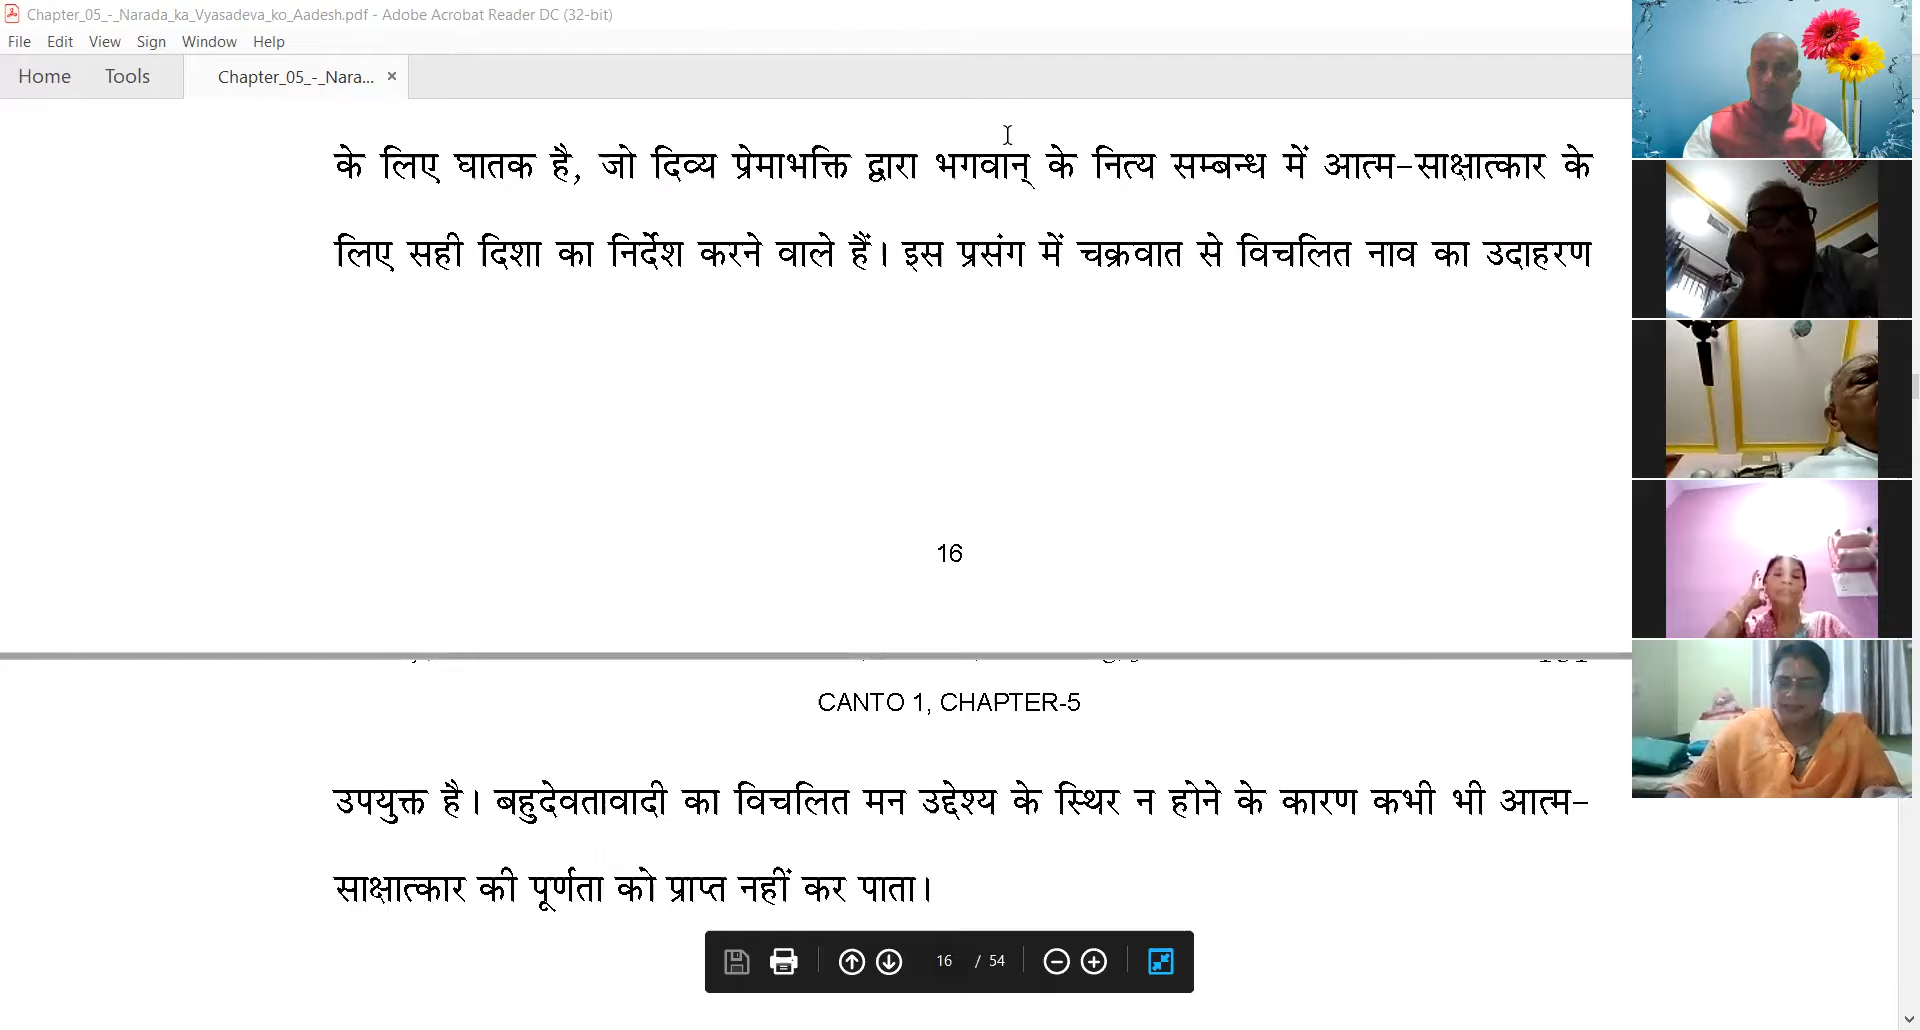 Chapter_05_-_Narada_ka_Vyasadeva_ko_Aadesh.pdf - Adobe Acrobat Reader DC (32-bit)
File Edit View Sign Window Help
Home Tools Chapter_05_-_Nara... ×
के लिए घातक है, जो दिव्य प्रेमाभक्ति द्वारा भगवान् के नित्य सम्बन्ध में आत्म-साक्षात्कार के
लिए सही दिशा का निर्देश करने वाले हैं। इस प्रसंग में चक्रवात से विचलित नाव का उदाहरण
16
CANTO 1, CHAPTER-5
उपयुक्त है। बहुदेवतावादी का विचलित मन उद्देश्य के स्थिर न होने के कारण कभी भी आत्म-
साक्षात्कार की पूर्णता को प्राप्त नहीं कर पाता।
16 / 54